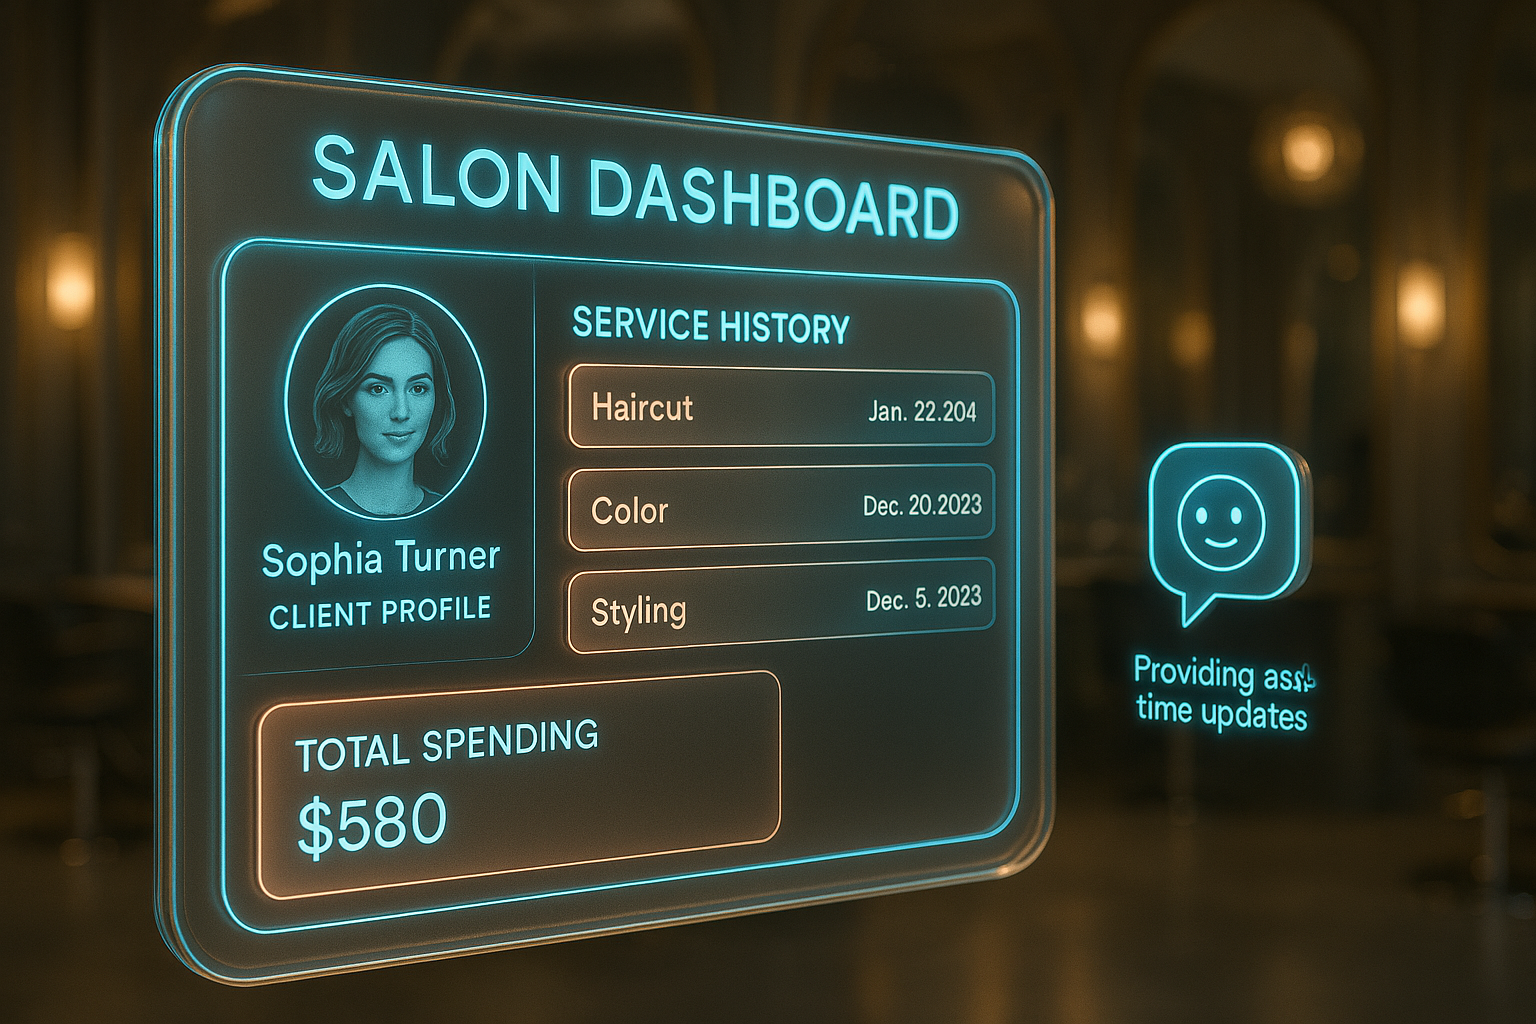 SALON DASHBOARD
Sophia Turner
CLIENT PROFILE
SERVICE HISTORY
Haircut Jan. 22.204
Color Dec. 20.2023
Styling Dec. 5. 2023
TOTAL SPENDING
$580
Providing
time updates